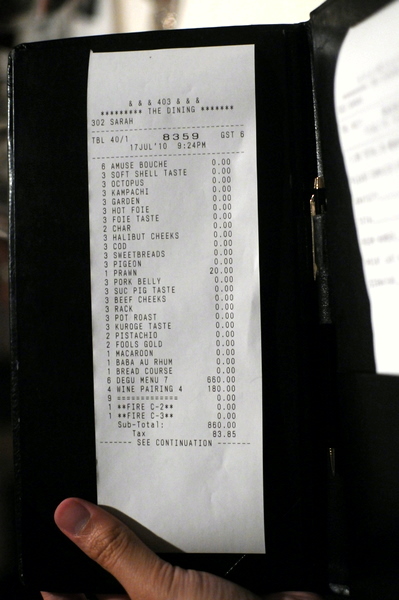 & & & 403 & & &
********* THE DINING *******
302 SARAH
TBL 40/1 8359 GST 6
17JUL'10 9:24PM
6 AMUSE BOUCHE 0.00
3 SOFT SHELL TASTE 0.00
3 OCTOPUS 0.00
3 KAMPACHI 0.00
3 GARDEN 0.00
3 HOT FOIE 0.00
3 FOIE TASTE 0.00
2 CHAR 0.00
3 HALIBUT CHEEKS 0.00
3 COD 0.00
3 SWEETBREADS 0.00
3 PIGEON 0.00
1 PRAWN 20.00
3 PORK BELLY 0.00
3 SUC PIG TASTE 0.00
3 BEEF CHEEKS 0.00
3 RACK 0.00
3 POT ROAST 0.00
3 KUROGE TASTE 0.00
2 PISTACHIO 0.00
2 FOOLS GOLD 0.00
1 MACAROON 0.00
1 BABA AU RHUM 0.00
1 BREAD COURSE 0.00
6 DEGU MENU 7 660.00
4 WINE PAIRING 4 180.00
9 ============= 0.00
1 **FIRE C-2** 0.00
1 **FIRE C-3** 0.00
Sub-Total: 860.00
Tax 83.85
------- SEE CONTINUATION -------